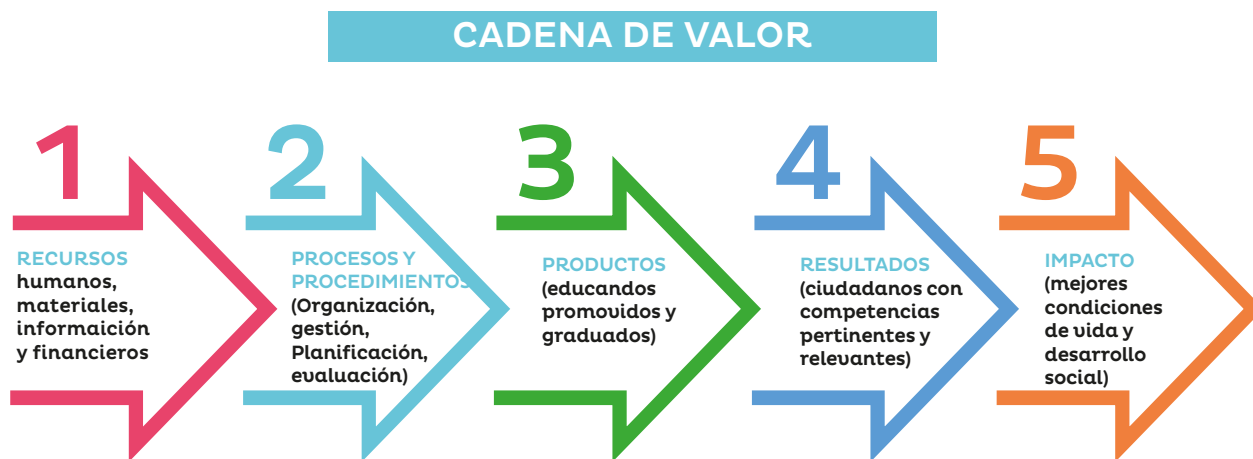 CADENA DE VALOR
1
RECURSOS
humanos,
materiales,
informaición
y financieros
2
PROCESOS Y
PROCEDIMIENTOS
(Organización,
gestión,
Planificación,
evaluación)
3
PRODUCTOS
(educandos
promovidos y
graduados)
4
RESULTADOS
(ciudadanos con
competencias
pertinentes y
relevantes)
5
IMPACTO
(mejores
condiciones
de vida y
desarrollo
social)